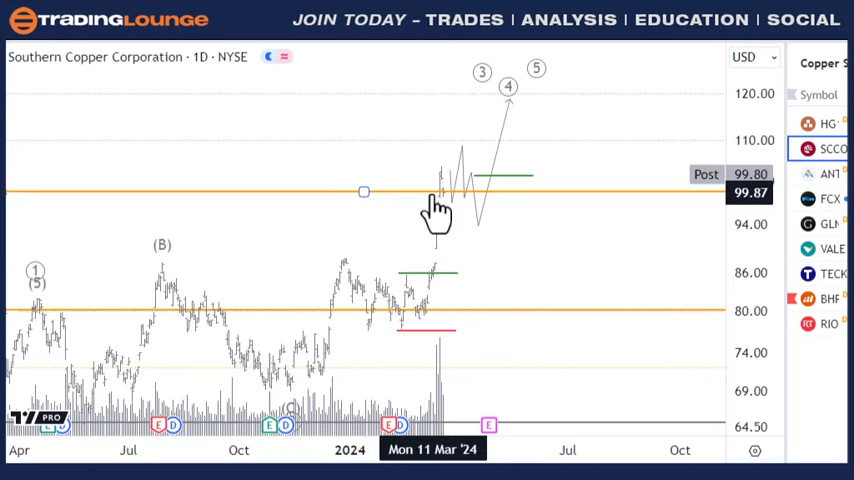 TRADINGLOUNGE
JOIN TODAY – TRADES | ANALYSIS | EDUCATION | SOCIAL
Southern Copper Corporation · 1D · NYSE
USD
Copper S
Symbol
3
4
5
120.00
110.00
Post 99.80
99.87
94.00
86.00
80.00
74.00
69.00
64.50
1
(5)
(B)
(C)
HG
D
SCCO
ANT
D
FCX
GLN
D
VALE
TECK
BHP
D
RIO
D
PRO
E
D
E
D
E
D
E
D
E
Apr
Jul
Oct
2024
Mon 11 Mar '24
Jul
Oct